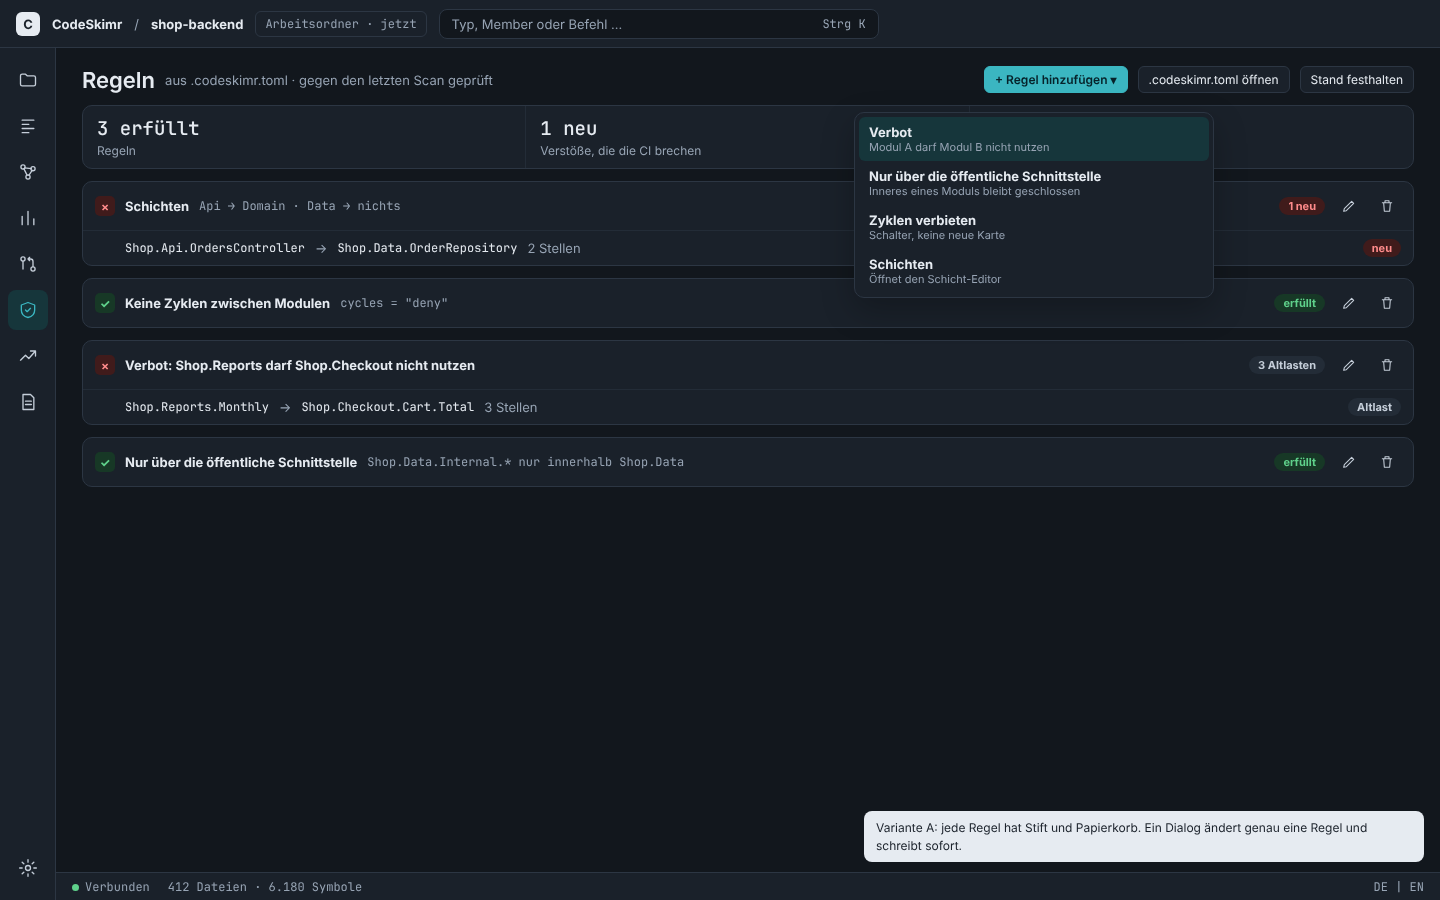 C CodeSkimr / shop-backend Arbeitsordner · jetzt Typ, Member oder Befehl … Strg K
Regeln aus .codeskimr.toml · gegen den letzten Scan geprüft + Regel hinzufügen ▾ .codeskimr.toml öffnen Stand festhalten
3 erfüllt
Regeln
1 neu
Verstöße, die die CI brechen
Verbot
Modul A darf Modul B nicht nutzen
Nur über die öffentliche Schnittstelle
Inneres eines Moduls bleibt geschlossen
Zyklen verbieten
Schalter, keine neue Karte
Schichten
Öffnet den Schicht-Editor
× Schichten Api → Domain · Data → nichts 1 neu
Shop.Api.OrdersController → Shop.Data.OrderRepository 2 Stellen neu
✓ Keine Zyklen zwischen Modulen cycles = "deny" erfüllt
× Verbot: Shop.Reports darf Shop.Checkout nicht nutzen 3 Altlasten
Shop.Reports.Monthly → Shop.Checkout.Cart.Total 3 Stellen Altlast
✓ Nur über die öffentliche Schnittstelle Shop.Data.Internal.* nur innerhalb Shop.Data erfüllt
Variante A: jede Regel hat Stift und Papierkorb. Ein Dialog ändert genau eine Regel und
schreibt sofort.
Verbunden 412 Dateien · 6.180 Symbole DE | EN